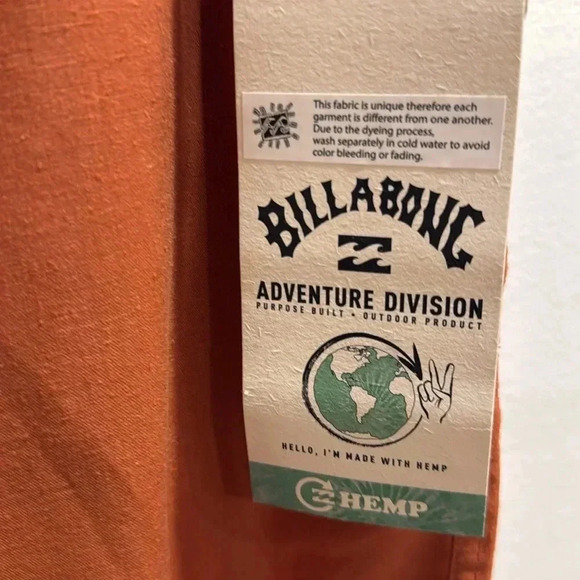 This fabric is unique therefore each
garment is different from one another.
Due to the dyeing process,
wash separately in cold water to avoid
color bleeding or fading.
BILLABONG
ADVENTURE DIVISION
PURPOSE BUILT • OUTDOOR PRODUCT
HELLO, I'M MADE WITH HEMP
HEMP